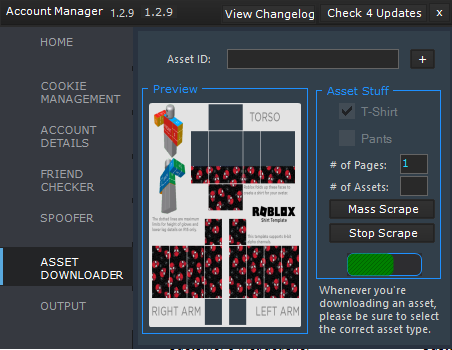 Account Manager 1.2.9 1.2.9 View Changelog Check 4 Updates x
HOME
COOKIE
MANAGEMENT
ACCOUNT
DETAILS
FRIEND
CHECKER
SPOOFER
ASSET
DOWNLOADER
OUTPUT
Asset ID: +
Preview
TORSO
ROBLOX
Shirt Template
RIGHT ARM
LEFT ARM
Asset Stuff
T-Shirt
Pants
# of Pages: 1
# of Assets:
Mass Scrape
Stop Scrape
Whenever you're
downloading an asset,
please be sure to select
the correct asset type.